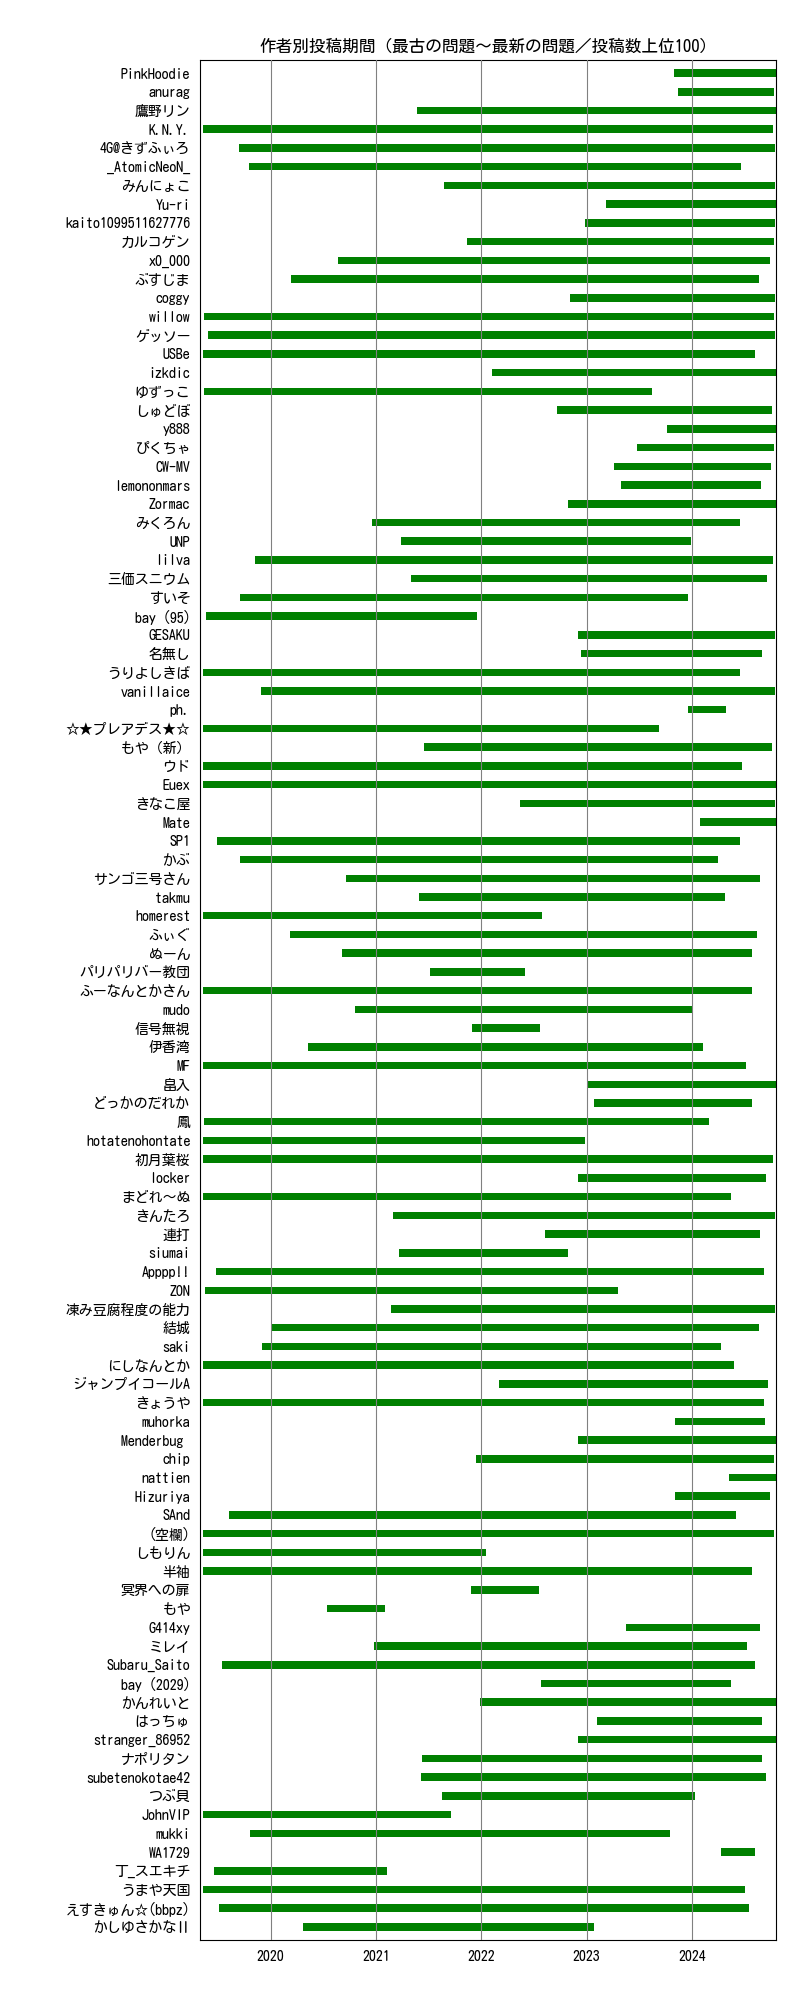 作者別投稿期間（最古の問題～最新の問題／投稿数上位100）
PinkHoodie
anurag
鷹野リン
K.N.Y.
4G@きずふぃろ
_AtomicNeoN_
みんにょこ
Yu-ri
kaito1099511627776
カルコゲン
x0_000
ぶすじま
coggy
willow
ゲッソー
USBe
izkdic
ゆずっこ
しゅどぼ
y888
ぴくちゃ
CW-MV
lemononmars
Zormac
みくろん
UNP
lilva
三価スニウム
すいそ
bay (95)
GESAKU
名無し
うりよしきば
vanillaice
ph.
☆★プレアデス★☆
もや（新）
ウド
Euex
きなこ屋
Mate
SP1
かぶ
サンゴ三号さん
takmu
homerest
ふぃぐ
ぬーん
パリパリバー教団
ふーなんとかさん
mudo
信号無視
伊香湾
MF
畠入
どっかのだれか
鳳
hotatenohontate
初月葉桜
locker
まどれ～ぬ
きんたろ
連打
siumai
Appppll
ZON
凍み豆腐程度の能力
結城
saki
にしなんとか
ジャンプイコールA
きょうや
muhorka
Menderbug
chip
nattien
Hizuriya
SAnd
(空欄)
しもりん
半袖
冥界への扉
もや
G414xy
ミレイ
Subaru_Saito
bay (2029)
かんれいと
はっちゅ
stranger_86952
ナポリタン
subetenokotae42
つぶ貝
JohnVIP
mukki
WA1729
丁_スエキチ
うまや天国
えすきゅん☆(bbpz)
かしゆさかなII
2020 2021 2022 2023 2024